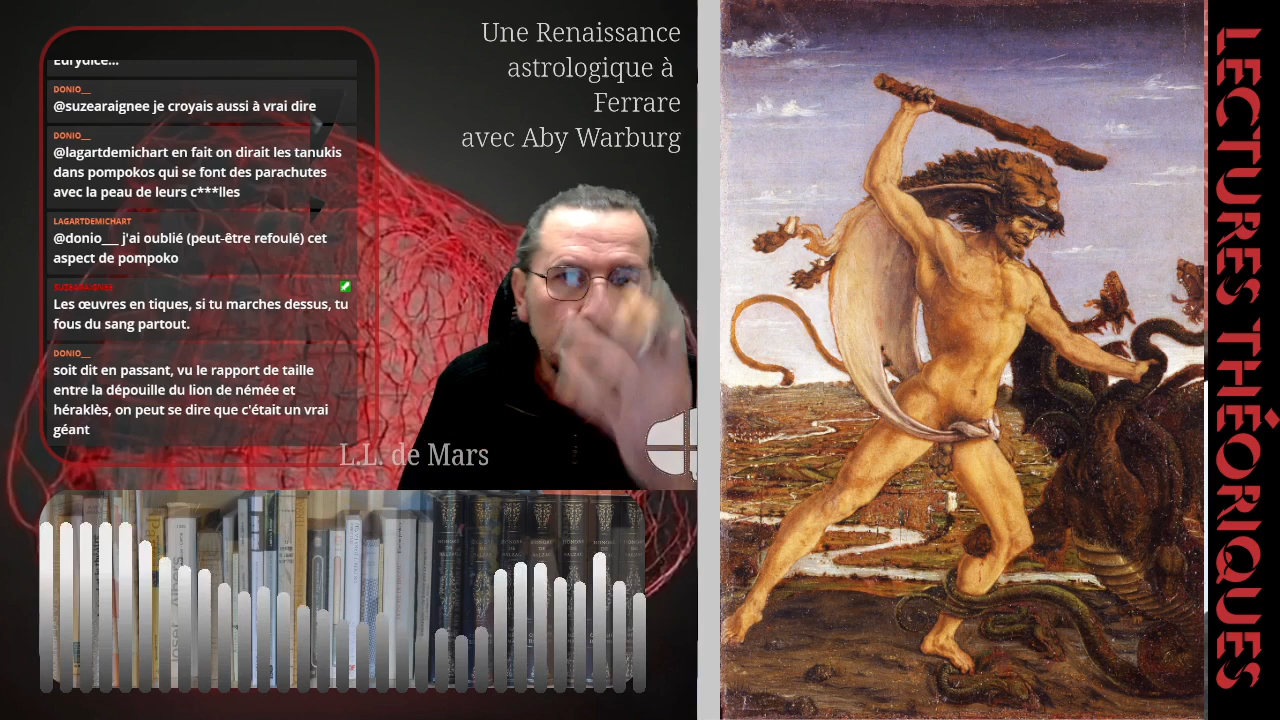 Eurydice...
DONIO__
@suzearaignee je croyais aussi à vrai dire
DONIO__
@lagartdemichart en fait on dirait les tanukis
dans pompokos qui se font des parachutes
avec la peau de leurs c***lles
LAGARTDEMICHART
@donio__ j'ai oublié (peut-être refoulé) cet
aspect de pompoko
SUZEARAIGNEE
Les œuvres en tiques, si tu marches dessus, tu
fous du sang partout.
DONIO__
soit dit en passant, vu le rapport de taille
entre la dépouille du lion de némée et
héraklès, on peut se dire que c'était un vrai
géant
Une Renaissance
astrologique à
Ferrare
avec Aby Warburg
L.L. de Mars
LECTURES THÉORIQUES